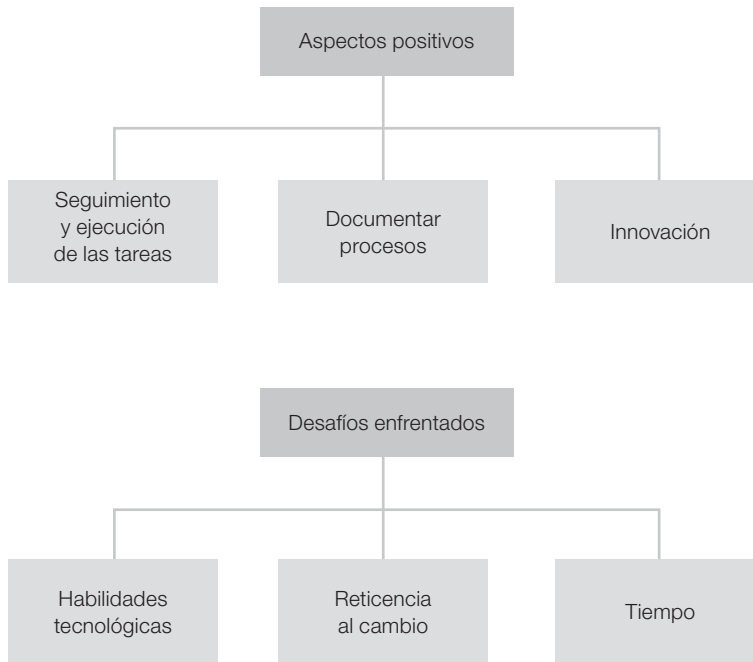 Aspectos positivos
Seguimiento
y ejecución
de las tareas
Documentar
procesos
Innovación
Desafíos enfrentados
Habilidades
tecnológicas
Reticencia
al cambio
Tiempo